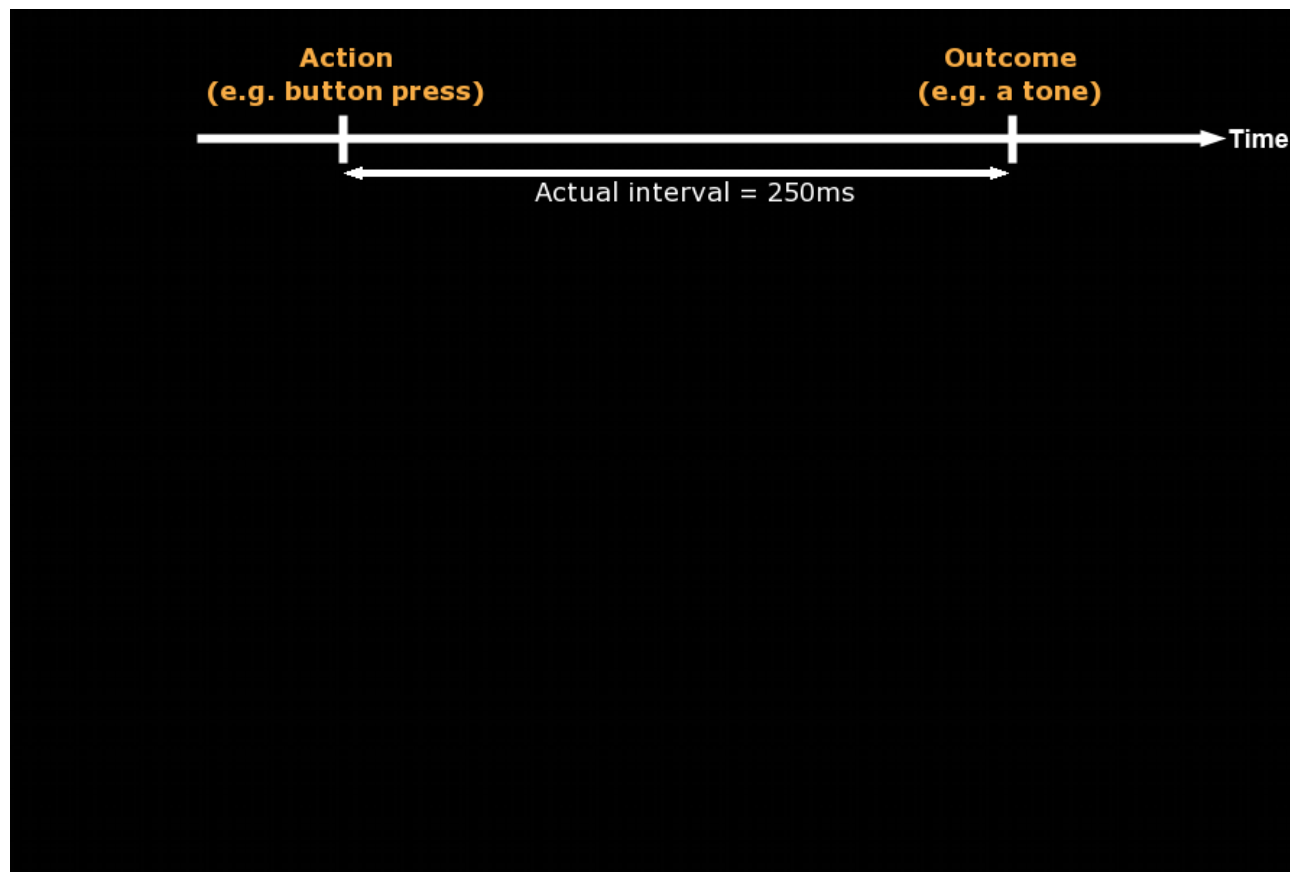 Action
(e.g. button press)
Outcome
(e.g. a tone)
Time
Actual interval = 250ms